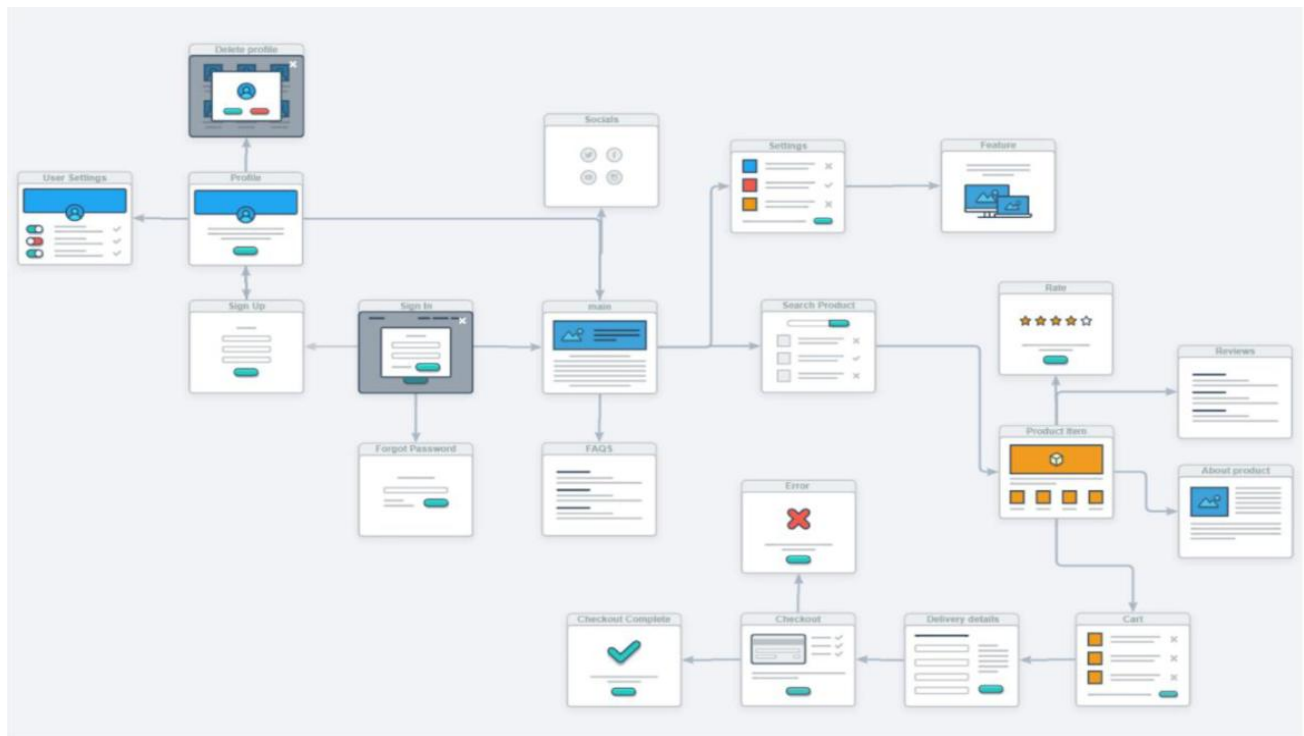 Delete profile
Socials
Settings
Feature
User Settings
Profile
Rate
Sign Up
Sign In
main
Search Product
Reviews
Product Item
Forgot Password
FAQS
About product
Error
Checkout Complete
Checkout
Delivery details
Cart